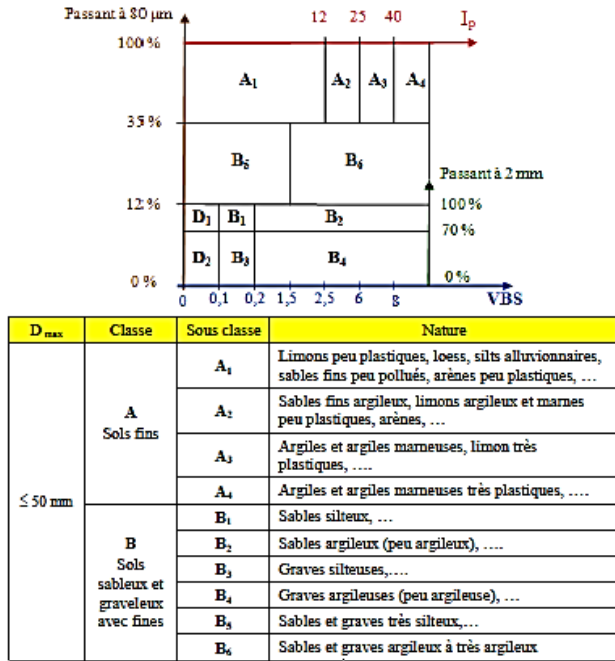 Passant à 80 µm
12 25 40 Ip
100 %
A1 A2 A3 A4
35 %
B5 B6
Passant à 2 mm
12 % 100 %
D1 B1 B2
70 %
D2 B3 B4
0 % 0 %
0 0,1 0,2 1,5 2,5 6 8 VBS
D max Classe Sous classe Nature
≤ 50 mm
A
Sols fins
A1
Limons peu plastiques, loess, silts alluvionnaires,
sables fins peu pollués, arènes peu plastiques, …
A2
Sables fins argileux, limons argileux et marnes
peu plastiques, arènes, …
A3
Argiles et argiles marneuses, limon très
plastiques, ….
A4 Argiles et argiles marneuses très plastiques, ….
B
Sols
sableux et
graveleux
avec fines
B1 Sables silteux, …
B2 Sables argileux (peu argileux), ….
B3 Graves silteuses,….
B4 Graves argileuses (peu argileuse), …
B5 Sables et graves très silteux,…
B6 Sables et graves argileux à très argileux